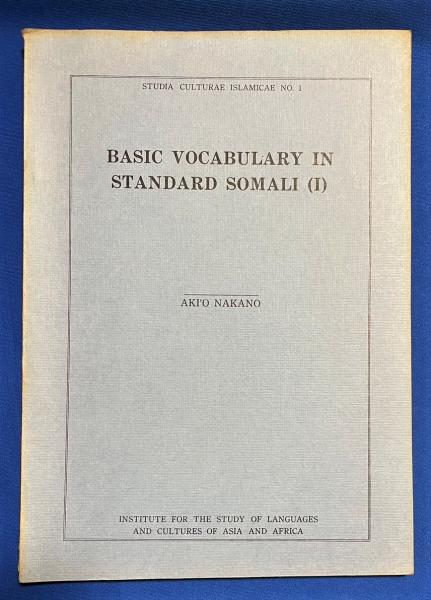 STUDIA CULTURAE ISLAMICAE NO. 1
BASIC VOCABULARY IN
STANDARD SOMALI (I)
AKI'O NAKANO
INSTITUTE FOR THE STUDY OF LANGUAGES
AND CULTURES OF ASIA AND AFRICA